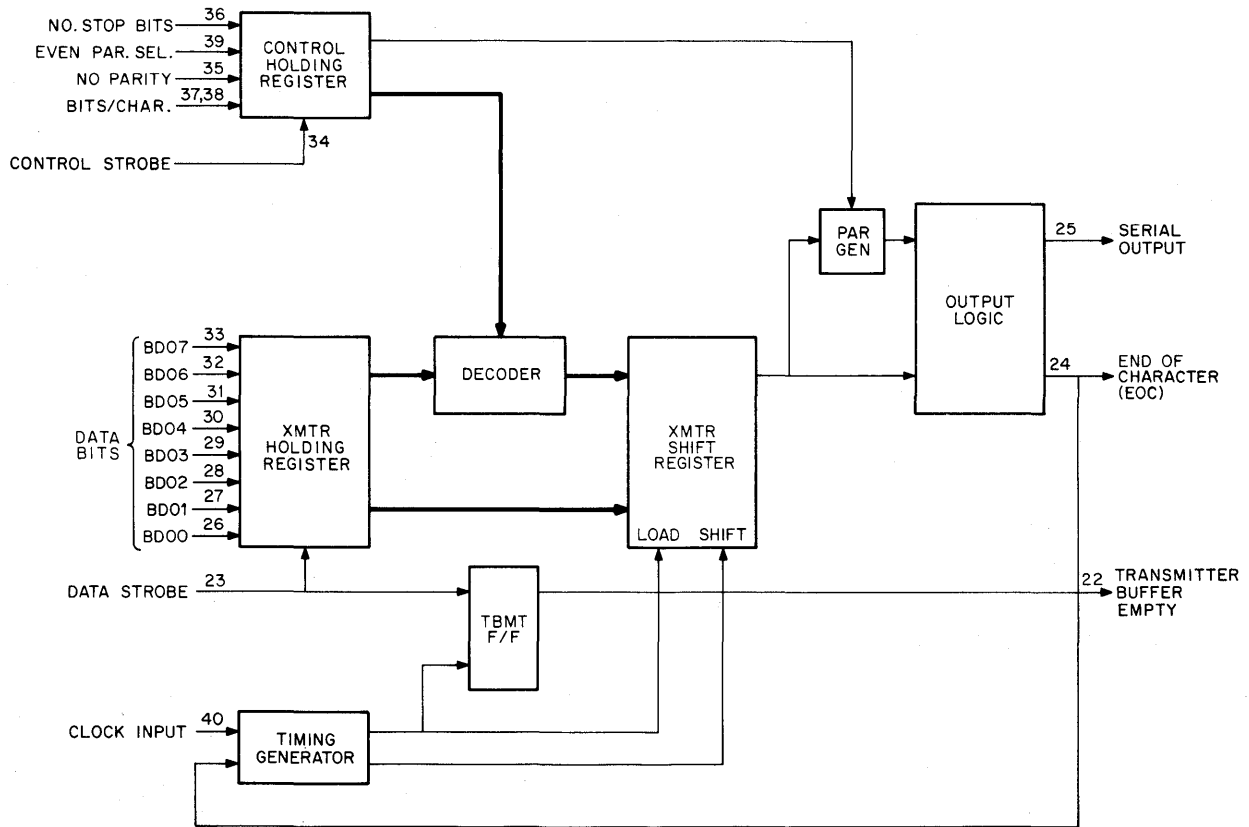 NO. STOP BITS 36
EVEN PAR. SEL. 39
NO PARITY 35
BITS/CHAR. 37,38
CONTROL
HOLDING
REGISTER
34
CONTROL STROBE
PAR
GEN
OUTPUT
LOGIC
25 SERIAL
OUTPUT
24 END OF
CHARACTER
(EOC)
DATA
BITS
BD07 33
BD06 32
BD05 31
BD04 30
BD03 29
BD02 28
BD01 27
BD00 26
XMTR
HOLDING
REGISTER
DECODER
XMTR
SHIFT
REGISTER
LOAD SHIFT
DATA STROBE 23
TBMT
F/F
22 TRANSMITTER
BUFFER
EMPTY
CLOCK INPUT 40
TIMING
GENERATOR